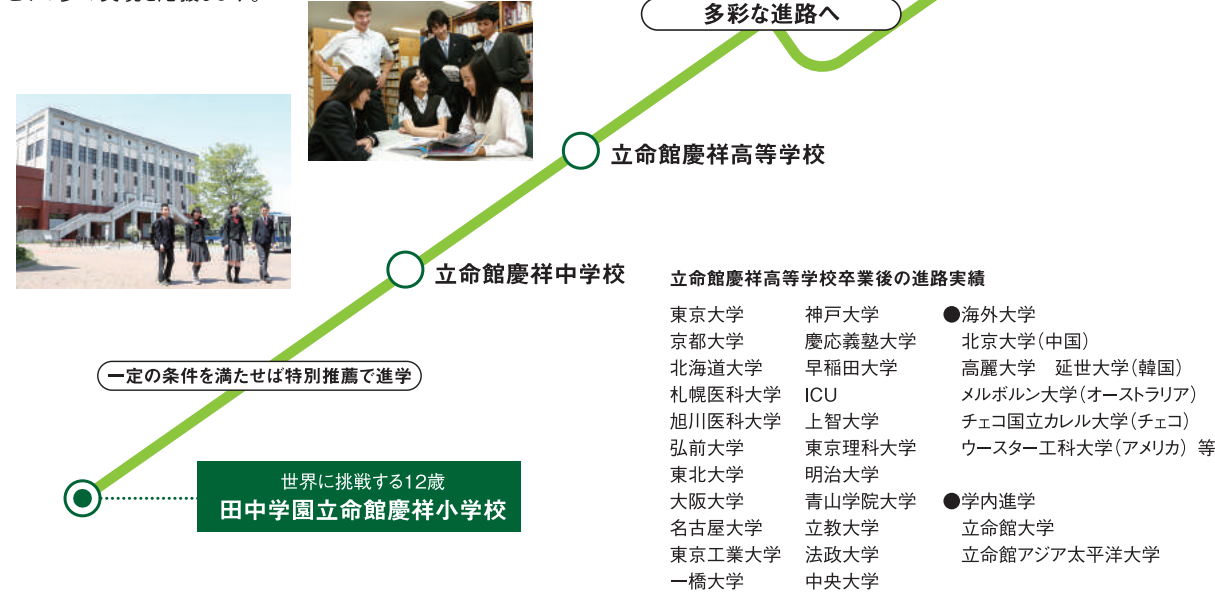 多彩な進路へ
立命館慶祥高等学校
立命館慶祥中学校
一定の条件を満たせば特別推薦で進学
世界に挑戦する12歳
田中学園立命館慶祥小学校
立命館慶祥高等学校卒業後の進路実績
東京大学
京都大学
北海道大学
札幌医科大学
旭川医科大学
弘前大学
東北大学
大阪大学
名古屋大学
東京工業大学
一橋大学
神戸大学
慶応義塾大学
早稲田大学
ICU
上智大学
東京理科大学
明治大学
青山学院大学
立教大学
法政大学
中央大学
●海外大学
北京大学(中国)
高麗大学　延世大学(韓国)
メルボルン大学(オーストラリア)
チェコ国立カレル大学(チェコ)
ウースター工科大学(アメリカ) 等
●学内進学
立命館大学
立命館アジア太平洋大学